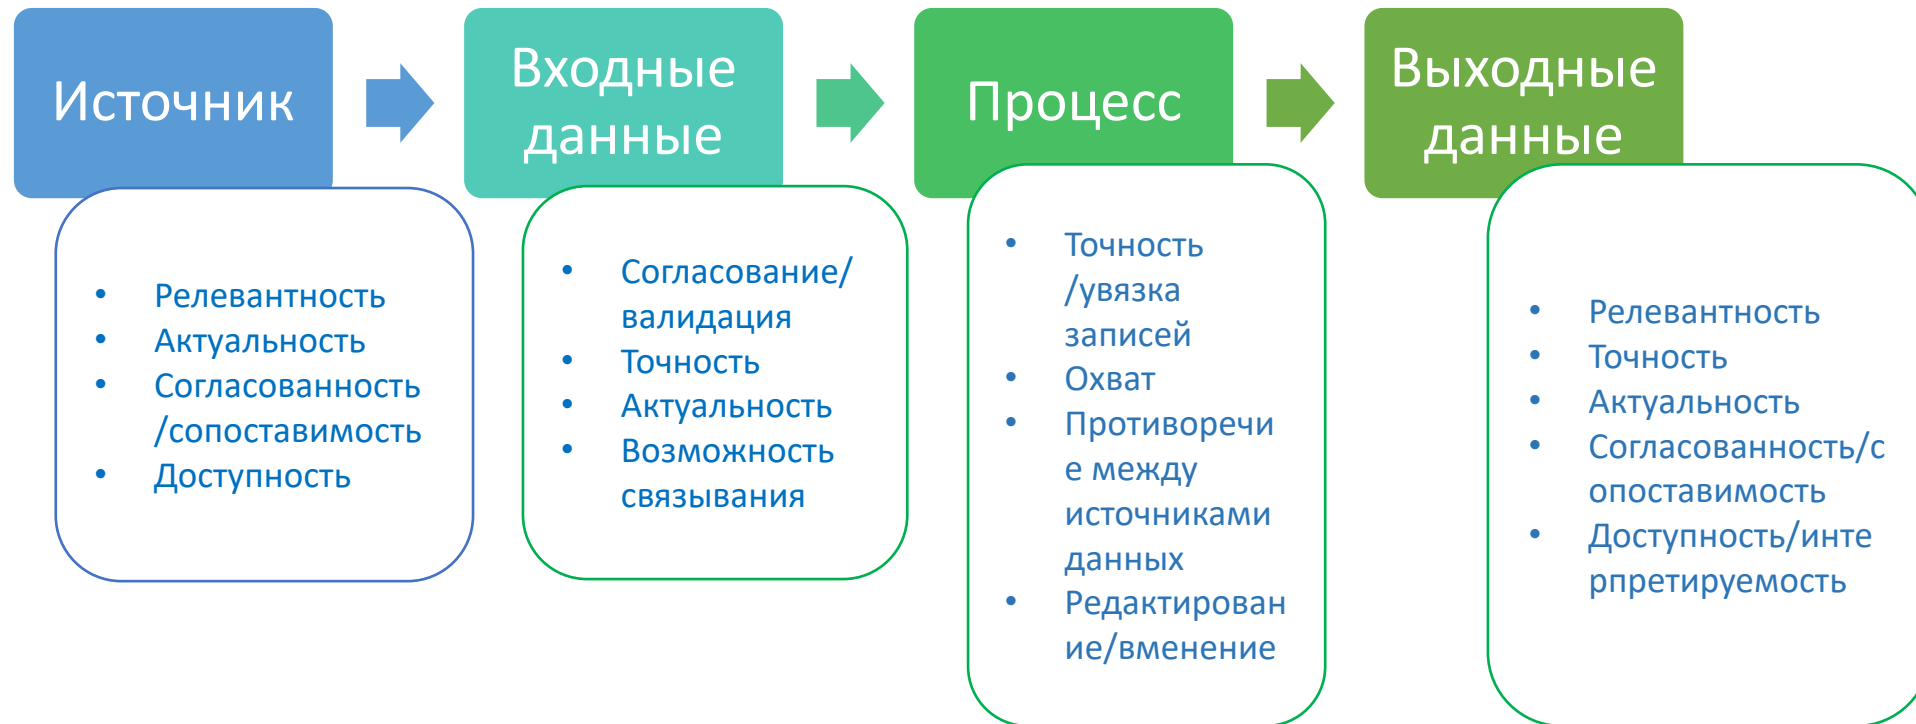 Источник
Входные
данные
Процесс
Выходные
данные
• Релевантность
• Актуальность
• Согласованность
/сопоставимость
• Доступность
• Согласование/
валидация
• Точность
• Актуальность
• Возможность
связывания
• Точность
/увязка
записей
• Охват
• Противоречи
е между
источниками
данных
• Редактирован
ие/вменение
• Релевантность
• Точность
• Актуальность
• Согласованность/с
опоставимость
• Доступность/инте
рпретируемость